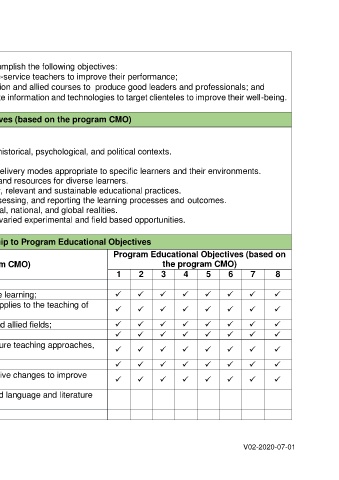 mplish the following objectives:
-service teachers to improve their performance;
ion and allied courses to produce good leaders and professionals; and
te information and technologies to target clienteles to improve their well-being.
ves (based on the program CMO)
historical, psychological, and political contexts.
elivery modes appropriate to specific learners and their environments.
and resources for diverse learners.
, relevant and sustainable educational practices.
sessing, and reporting the learning processes and outcomes.
al, national, and global realities.
varied experimental and field based opportunities.
ship to Program Educational Objectives
m CMO)
Program Educational Objectives (based on
the program CMO)
1 2 3 4 5 6 7 8
e learning; ✓ ✓ ✓ ✓ ✓ ✓ ✓ ✓
pplies to the teaching of ✓ ✓ ✓ ✓ ✓ ✓ ✓ ✓
d allied fields; ✓ ✓ ✓ ✓ ✓ ✓ ✓ ✓
✓ ✓ ✓ ✓ ✓ ✓ ✓ ✓
ure teaching approaches, ✓ ✓ ✓ ✓ ✓ ✓ ✓ ✓
✓ ✓ ✓ ✓ ✓ ✓ ✓ ✓
ive changes to improve ✓ ✓ ✓ ✓ ✓ ✓ ✓ ✓
d language and literature
V02-2020-07-01